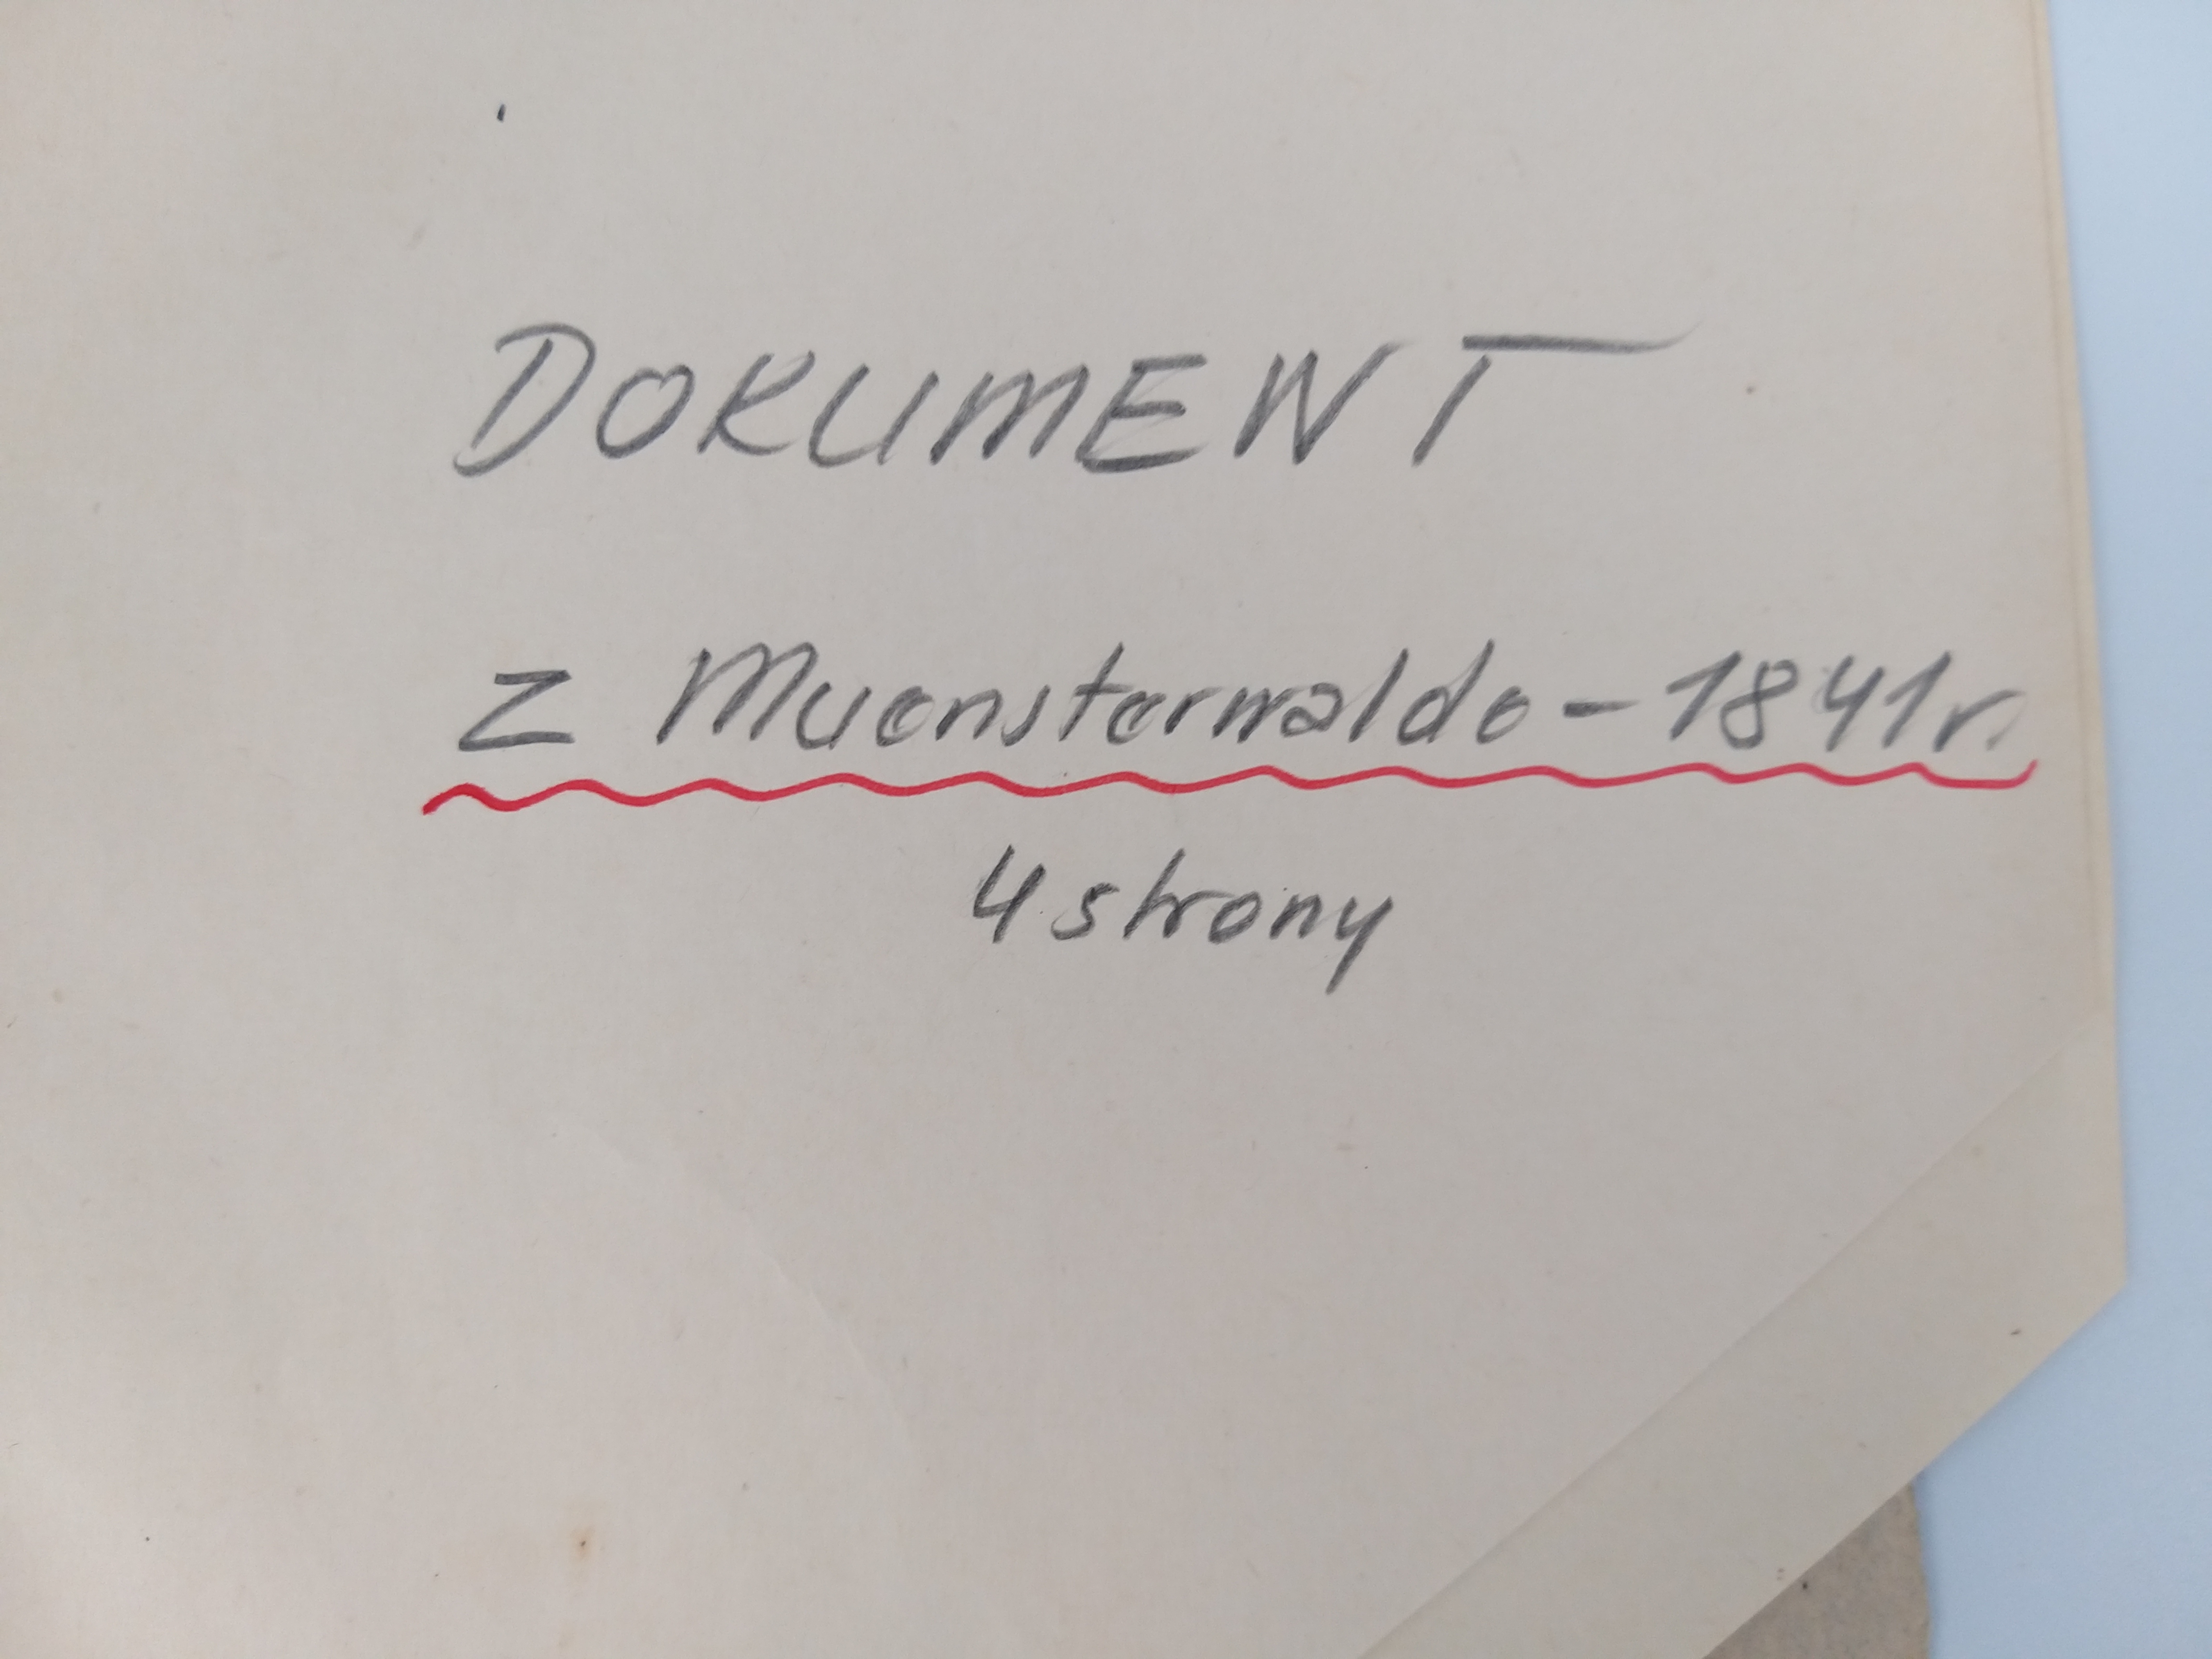 DOKUMENT
z Muensterwalde - 1841r.
4 strony